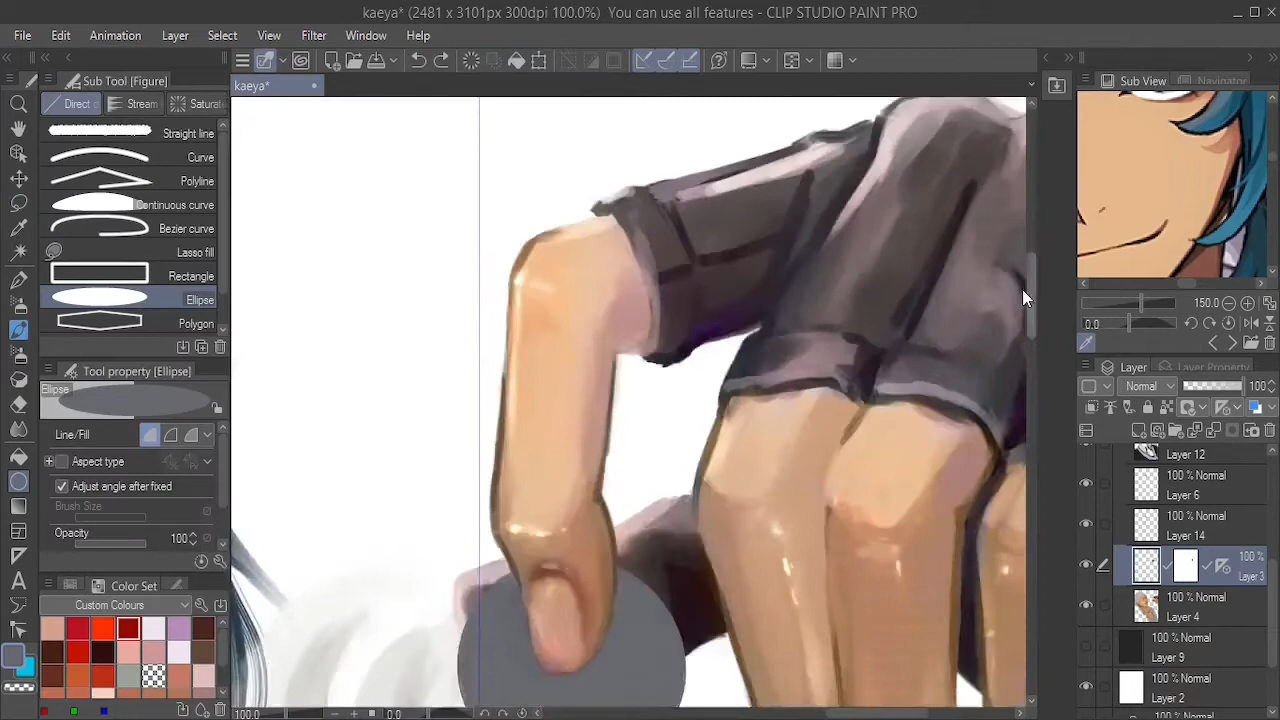 kaeya* (2481 x 3101px 300dpi 100.0%)  You can use all features - CLIP STUDIO PAINT PRO
File Edit Animation Layer Select View Filter Window Help
Sub Tool [Figure]
kaeya*
Sub View Navigator
Direct Stream Saturate
Straight line
Curve
Polyline
Continuous curve
Bezier curve
Lasso fill
Rectangle
Ellipse
Polygon
150.0
0.0
Tool property [Ellipse]
Layer Layer Property
Ellipse
Normal 100
Line/Fill
Aspect type
Adjust angle after fixed
Brush Size
Opacity 100
Layer 12
100 % Normal
Layer 6
100 % Normal
Layer 14
100 %
Layer 3
100 % Normal
Layer 4
100 % Normal
Layer 9
100 % Normal
Layer 2
100 % Normal
Color Set
Custom Colours
100.0 0.0